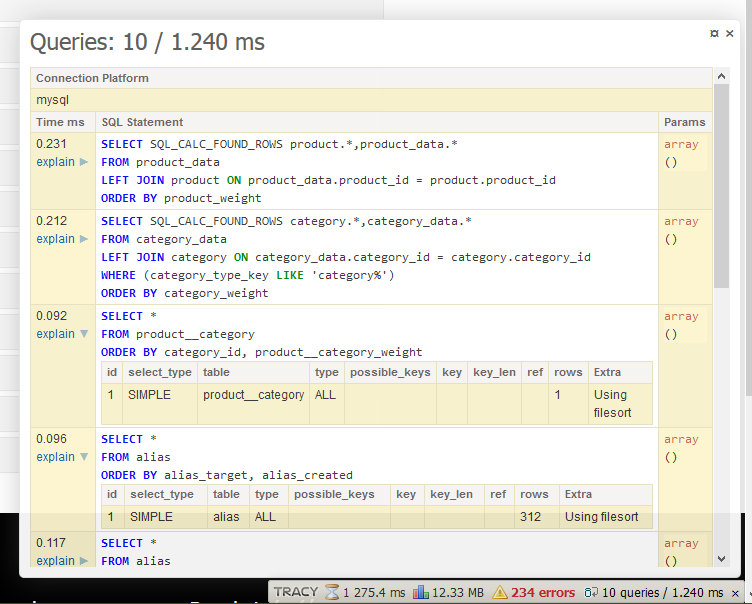 Queries: 10 / 1.240 ms
Connection Platform
mysql
Time ms SQL Statement Params
0.231 SELECT SQL_CALC_FOUND_ROWS product.*,product_data.* array
explain ▶ FROM product_data ()
LEFT JOIN product ON product_data.product_id = product.product_id
ORDER BY product_weight
0.212 SELECT SQL_CALC_FOUND_ROWS category.*,category_data.* array
explain ▶ FROM category_data ()
LEFT JOIN category ON category_data.category_id = category.category_id
WHERE (category_type_key LIKE 'category%')
ORDER BY category_weight
0.092 SELECT * array
explain ▼ FROM product__category ()
ORDER BY category_id, product__category_weight
id select_type table type possible_keys key key_len ref rows Extra
1 SIMPLE product__category ALL 1 Using
filesort
0.096 SELECT * array
explain ▼ FROM alias ()
ORDER BY alias_target, alias_created
id select_type table type possible_keys key key_len ref rows Extra
1 SIMPLE alias ALL 312 Using filesort
0.117 SELECT * array
explain ▶ FROM alias ()
TRACY 1 275.4 ms 12.33 MB 234 errors 10 queries / 1.240 ms ×